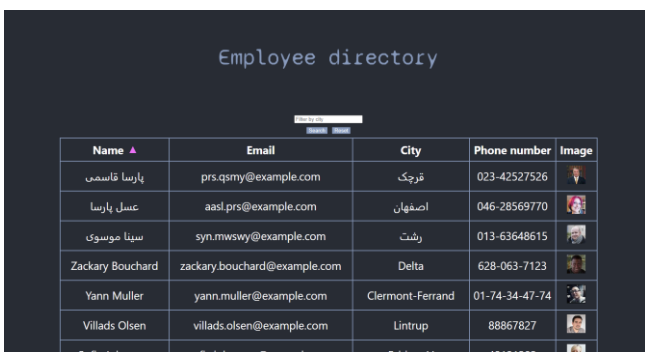 Employee directory
Filter by city
Search Reset
Name ▲ Email City Phone number Image
پارسا قاسمی prs.qsmy@example.com قرچک 023-42527526
عسل پارسا aasl.prs@example.com اصفهان 046-28569770
سینا موسوی syn.mwswy@example.com رشت 013-63648615
Zackary Bouchard zackary.bouchard@example.com Delta 628-063-7123
Yann Muller yann.muller@example.com Clermont-Ferrand 01-74-34-47-74
Villads Olsen villads.olsen@example.com Lintrup 88867827